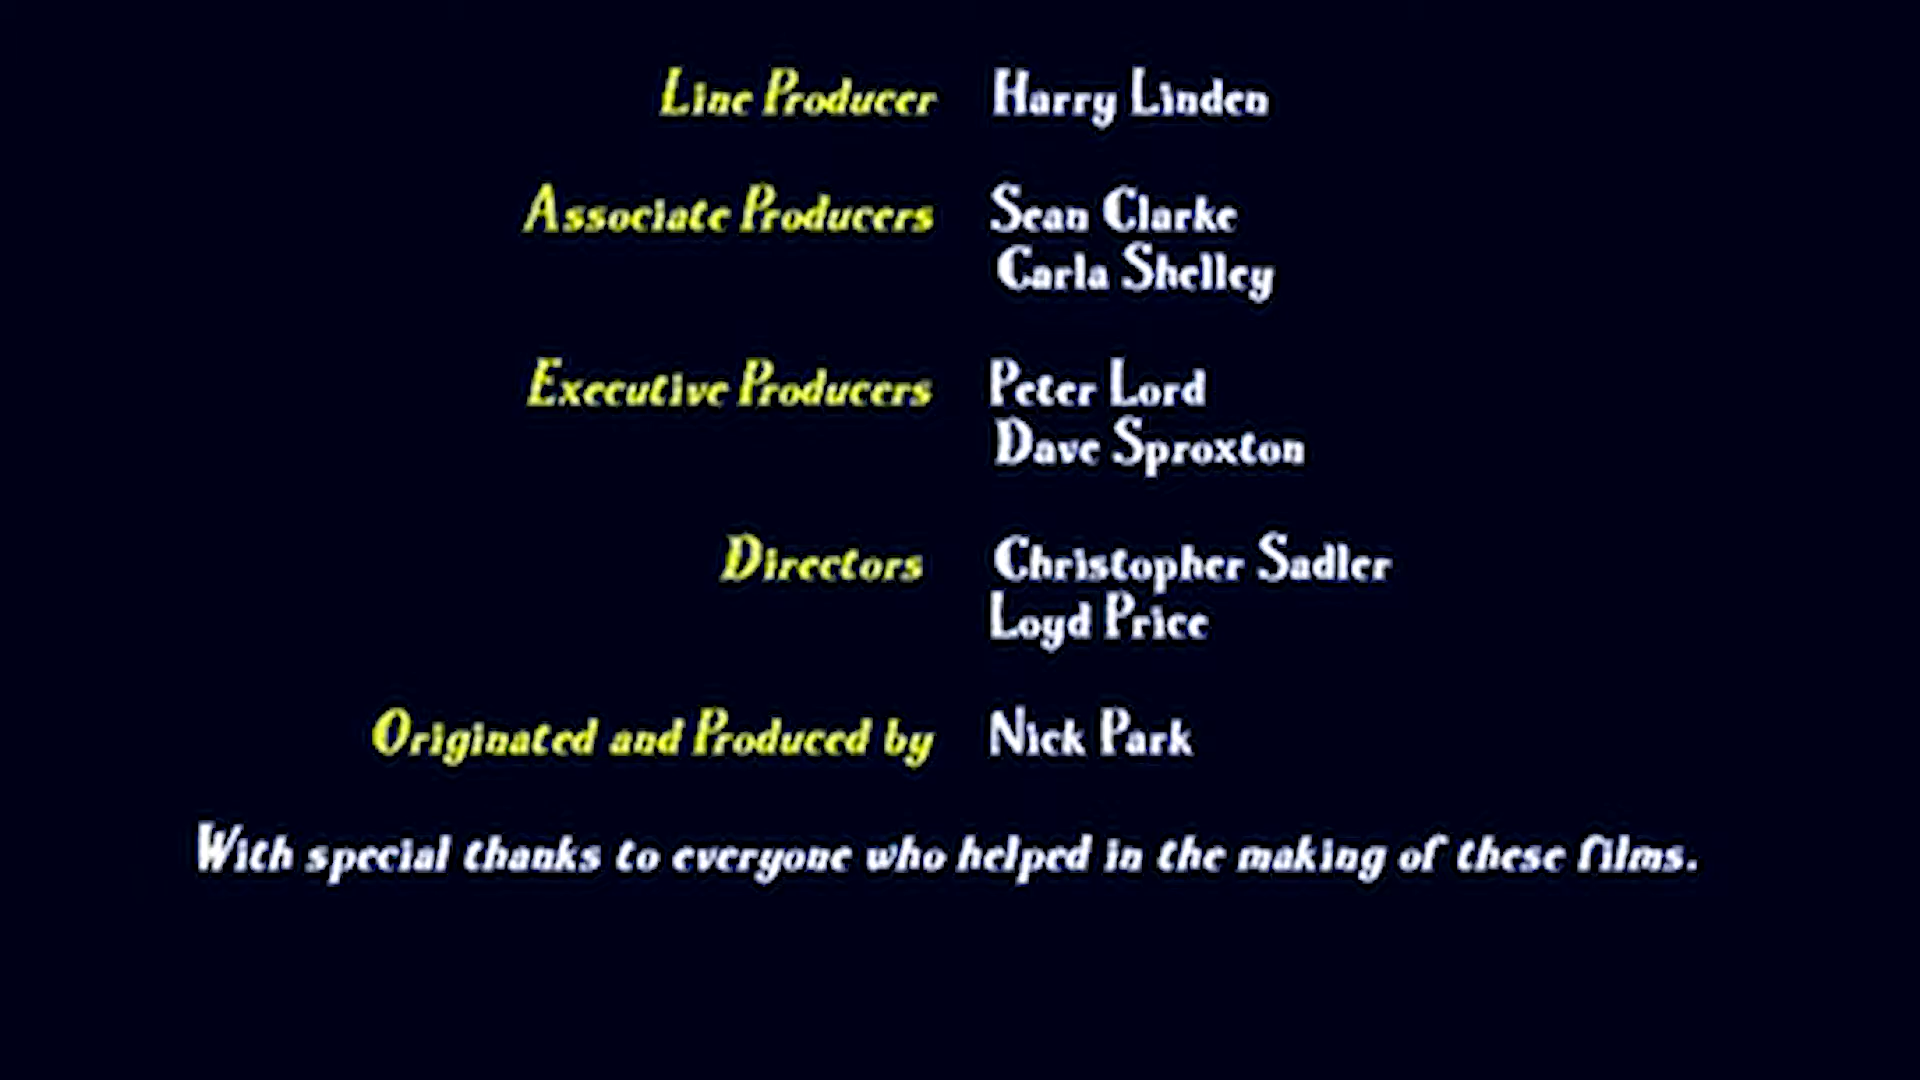 Line Producer Harry Linden
Associate Producers Sean Clarke
Carla Shelley
Executive Producers Peter Lord
Dave Sproxton
Directors Christopher Sadler
Loyd Price
Originated and Produced by Nick Park
With special thanks to everyone who helped in the making of these films.